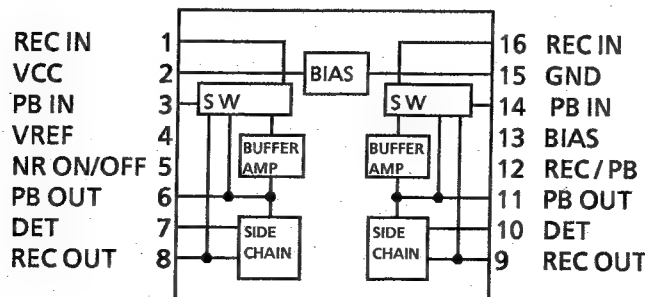 REC IN 1 16 REC IN
VCC 2 BIAS 15 GND
PB IN 3 SW SW 14 PB IN
VREF 4 13 BIAS
BUFFER AMP BUFFER AMP
NR ON/OFF 5 12 REC/PB
PB OUT 6 11 PB OUT
DET 7 10 DET
SIDE CHAIN SIDE CHAIN
REC OUT 8 9 REC OUT